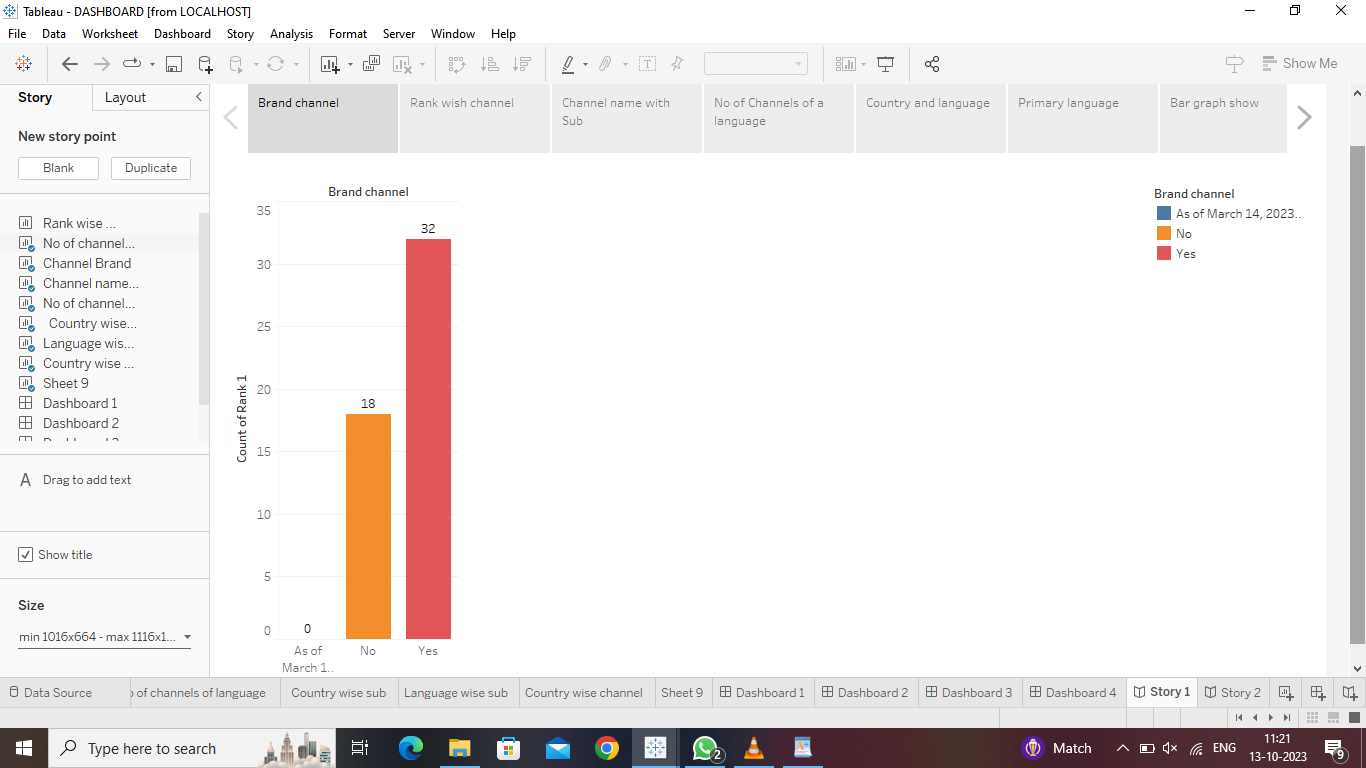 Tableau - DASHBOARD [from LOCALHOST]
File Data Worksheet Dashboard Story Analysis Format Server Window Help
Show Me
Story Layout
New story point
Blank Duplicate
Rank wise ...
No of channel...
Channel Brand
Channel name...
No of channel...
Country wise...
Language wis...
Country wise ...
Sheet 9
Dashboard 1
Dashboard 2
A Drag to add text
Show title
Size
min 1016x664 - max 1116x1...
Brand channel
Rank wish channel
Channel name with
Sub
No of Channels of a
language
Country and language
Primary language
Bar graph show
Brand channel
Count of Rank 1
35
30
25
20
15
10
5
0
0
18
32
As of
March 1..
No
Yes
Brand channel
As of March 14, 2023..
No
Yes
Data Source
of channels of language
Country wise sub
Language wise sub
Country wise channel
Sheet 9
Dashboard 1
Dashboard 2
Dashboard 3
Dashboard 4
Story 1
Story 2
Type here to search
2
Match
ENG
11:21
13-10-2023
9